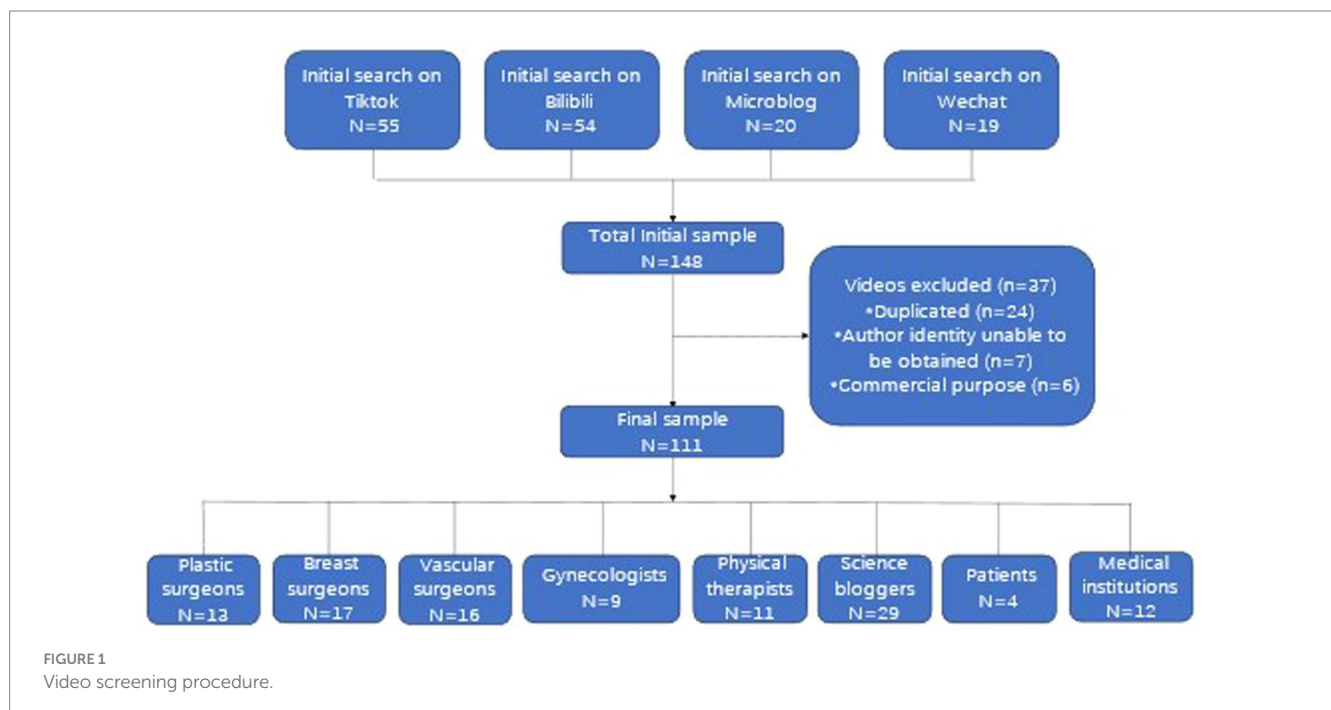 Initial search on
Tiktok
N=55
Initial search on
Bilibili
N=54
Initial search on
Microblog
N=20
Initial search on
Wechat
N=19
Total Initial sample
N=148
Videos excluded (n=37)
•Duplicated (n=24)
•Author identity unable to
be obtained (n=7)
•Commercial purpose (n=6)
Final sample
N=111
Plastic
surgeons
N=13
Breast
surgeons
N=17
Vascular
surgeons
N=16
Gynecologists
N=9
Physical
therapists
N=11
Science
bloggers
N=29
Patients
N=4
Medical
institutions
N=12
FIGURE 1
Video screening procedure.